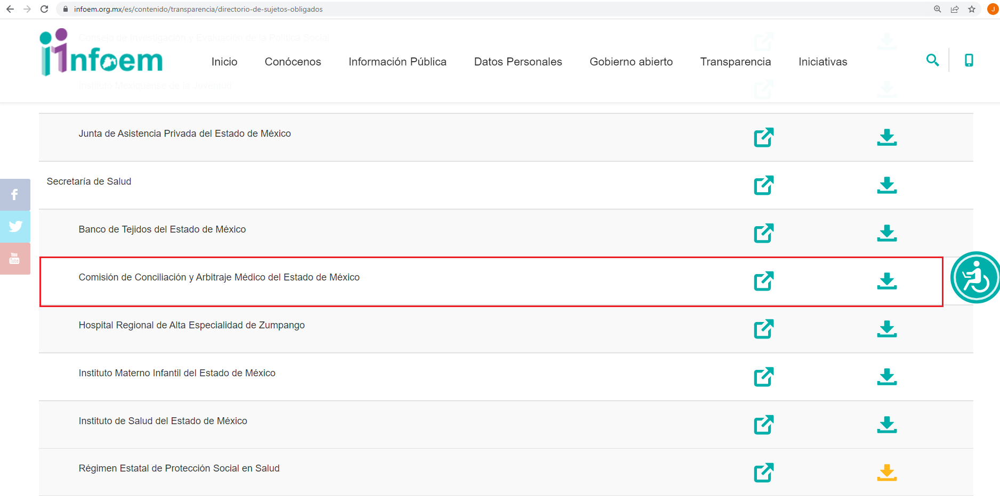 infoem.org.mx/es/contenido/transparencia/directorio-de-sujetos-obligados
J
Consejo de Investigación y Evaluación de la Política Social
infoem
Inicio Conócenos Información Pública Datos Personales Gobierno abierto Transparencia Iniciativas
Instituto Mexiquense de la Juventud
Junta de Asistencia Privada del Estado de México
Secretaría de Salud
f
Banco de Tejidos del Estado de México
You
Tube
Comisión de Conciliación y Arbitraje Médico del Estado de México
Hospital Regional de Alta Especialidad de Zumpango
Instituto Materno Infantil del Estado de México
Instituto de Salud del Estado de México
Régimen Estatal de Protección Social en Salud